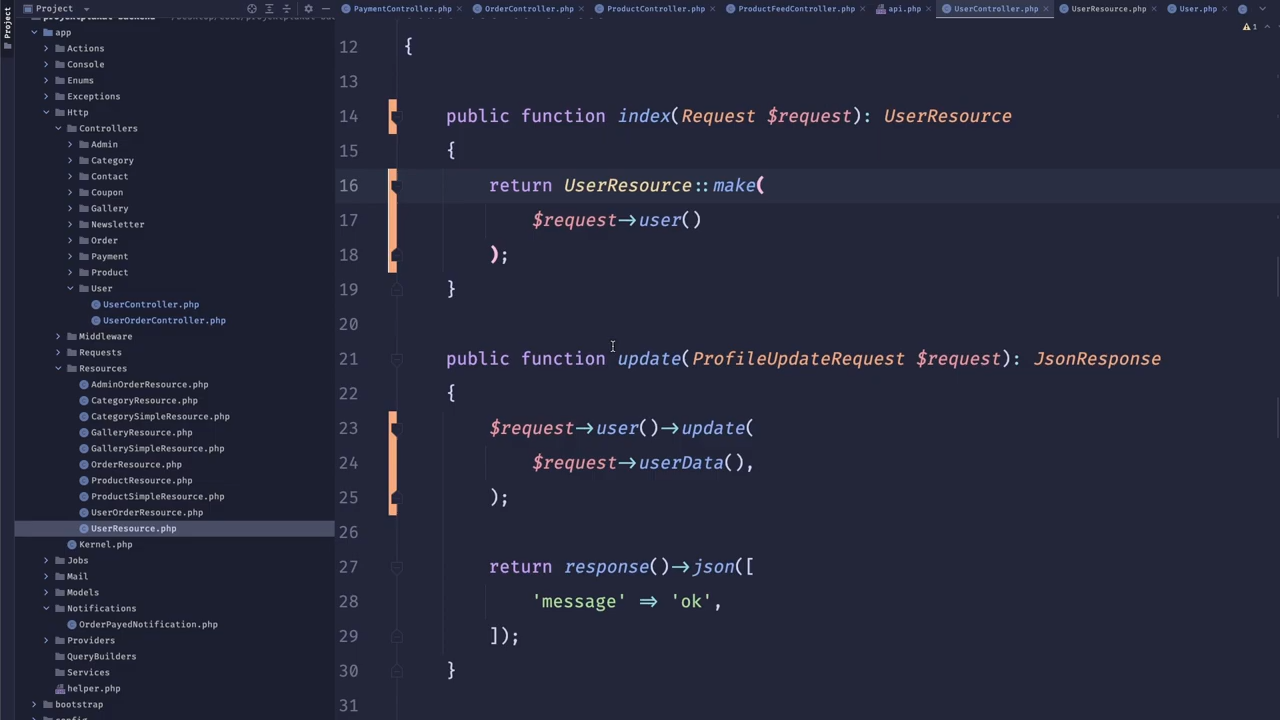 Project
Project
PaymentController.php
OrderController.php
ProductController.php
ProductFeedController.php
api.php
UserController.php
UserResource.php
User.php
1
app
Actions
Console
Enums
Exceptions
Http
Controllers
Admin
Category
Contact
Coupon
Gallery
Newsletter
Order
Payment
Product
User
UserController.php
UserOrderController.php
Middleware
Requests
Resources
AdminOrderResource.php
CategoryResource.php
CategorySimpleResource.php
GalleryResource.php
GallerySimpleResource.php
OrderResource.php
ProductResource.php
ProductSimpleResource.php
UserOrderResource.php
UserResource.php
Kernel.php
Jobs
Mail
Models
Notifications
OrderPayedNotification.php
Providers
QueryBuilders
Services
helper.php
bootstrap
12 {
13
14 public function index(Request $request): UserResource
15 {
16 return UserResource::make(
17 $request->user()
18 );
19 }
20
21 public function update(ProfileUpdateRequest $request): JsonResponse
22 {
23 $request->user()->update(
24 $request->userData(),
25 );
26
27 return response()->json([
28 'message' => 'ok',
29 ]);
30 }
31